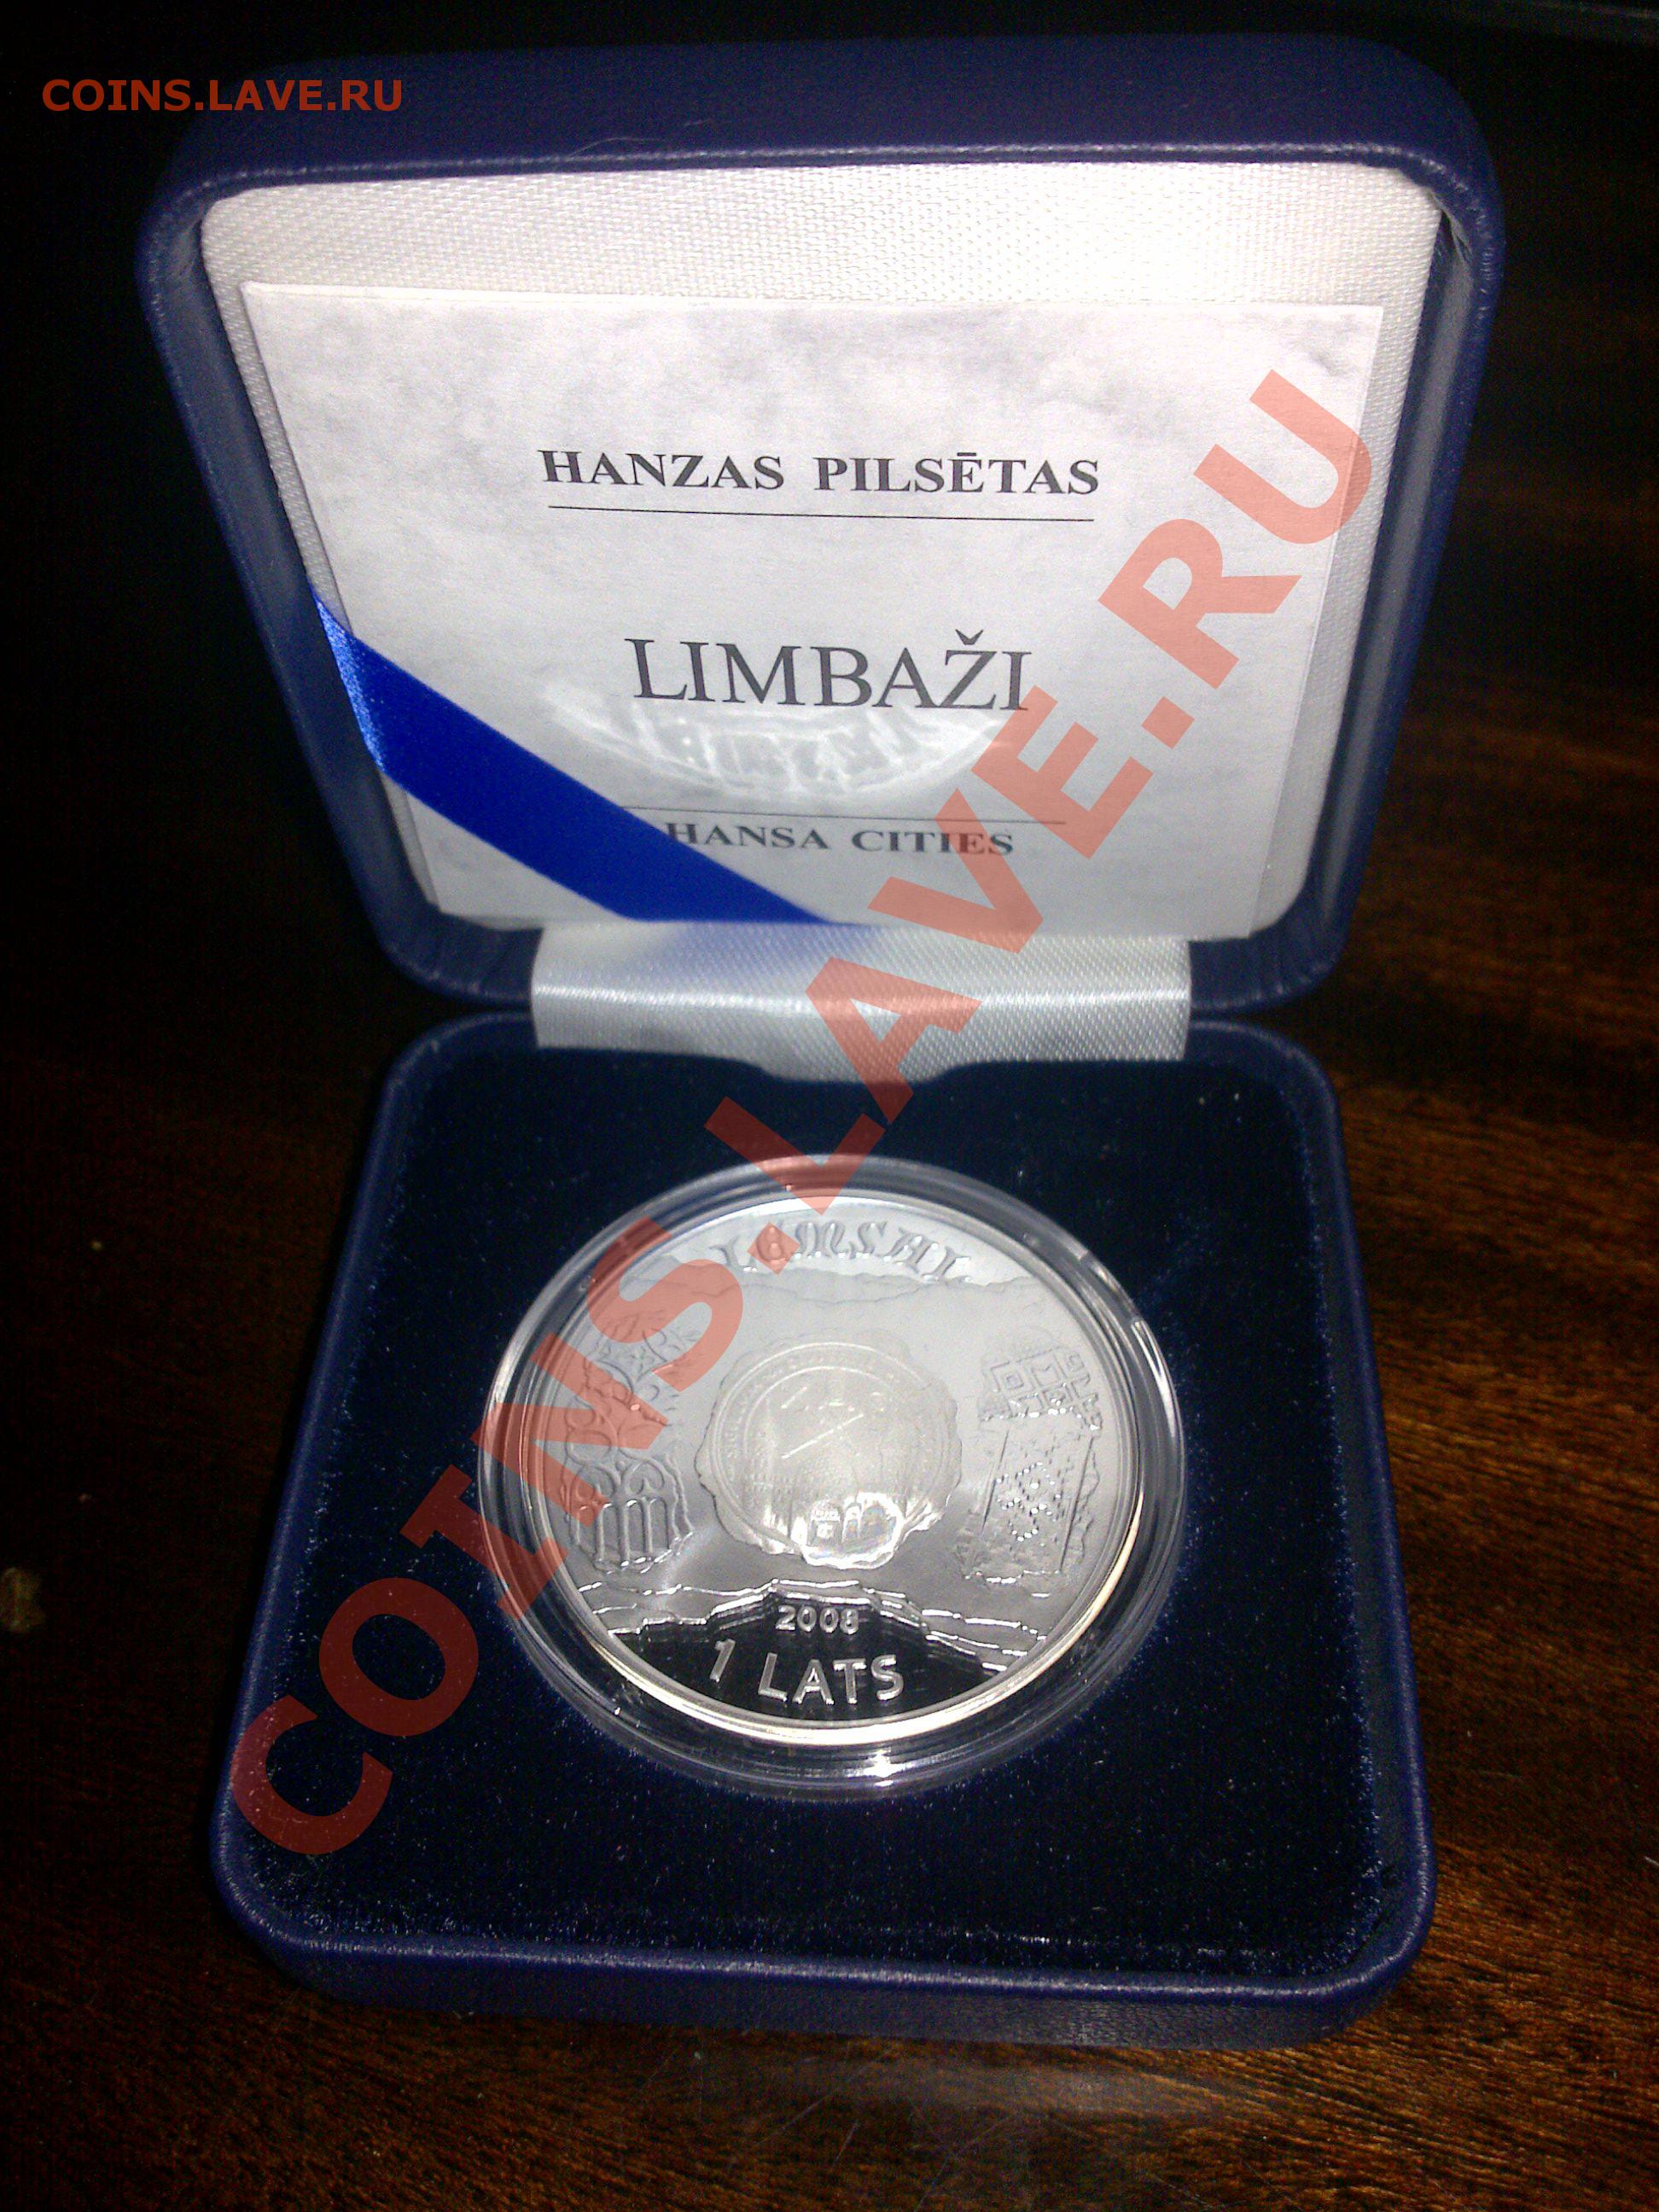 COINS.LAVE.RU
HANZAS PILSĒTAS
LIMBAŽI
HANSA CITIES
COINS.LAVE.RU
2008
1 LATS